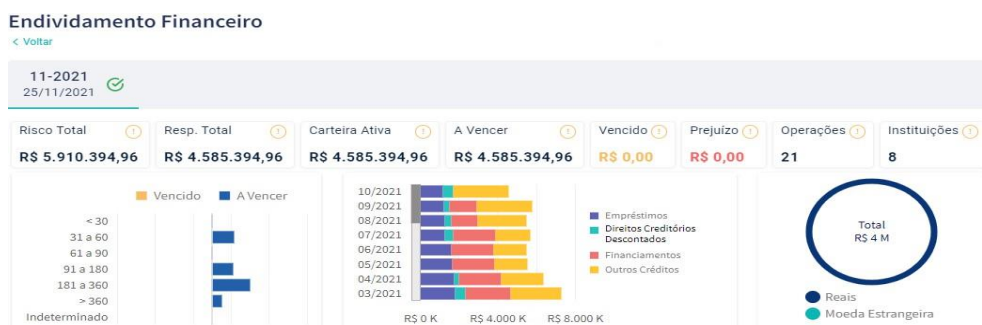 Endividamento Financeiro
< Voltar
11-2021
25/11/2021
Risco Total
R$ 5.910.394,96
Resp. Total
R$ 4.585.394,96
Carteira Ativa
R$ 4.585.394,96
A Vencer
R$ 4.585.394,96
Vencido
R$ 0,00
Prejuízo
R$ 0,00
Operações
21
Instituições
8
Vencido A Vencer
< 30
31 a 60
61 a 90
91 a 180
181 a 360
> 360
Indeterminado
10/2021
09/2021
08/2021
07/2021
06/2021
05/2021
04/2021
03/2021
R$ 0 K R$ 4.000 K R$ 8.000 K
Empréstimos
Direitos Creditórios
Descontados
Financiamentos
Outros Créditos
Total
R$ 4 M
Reais
Moeda Estrangeira